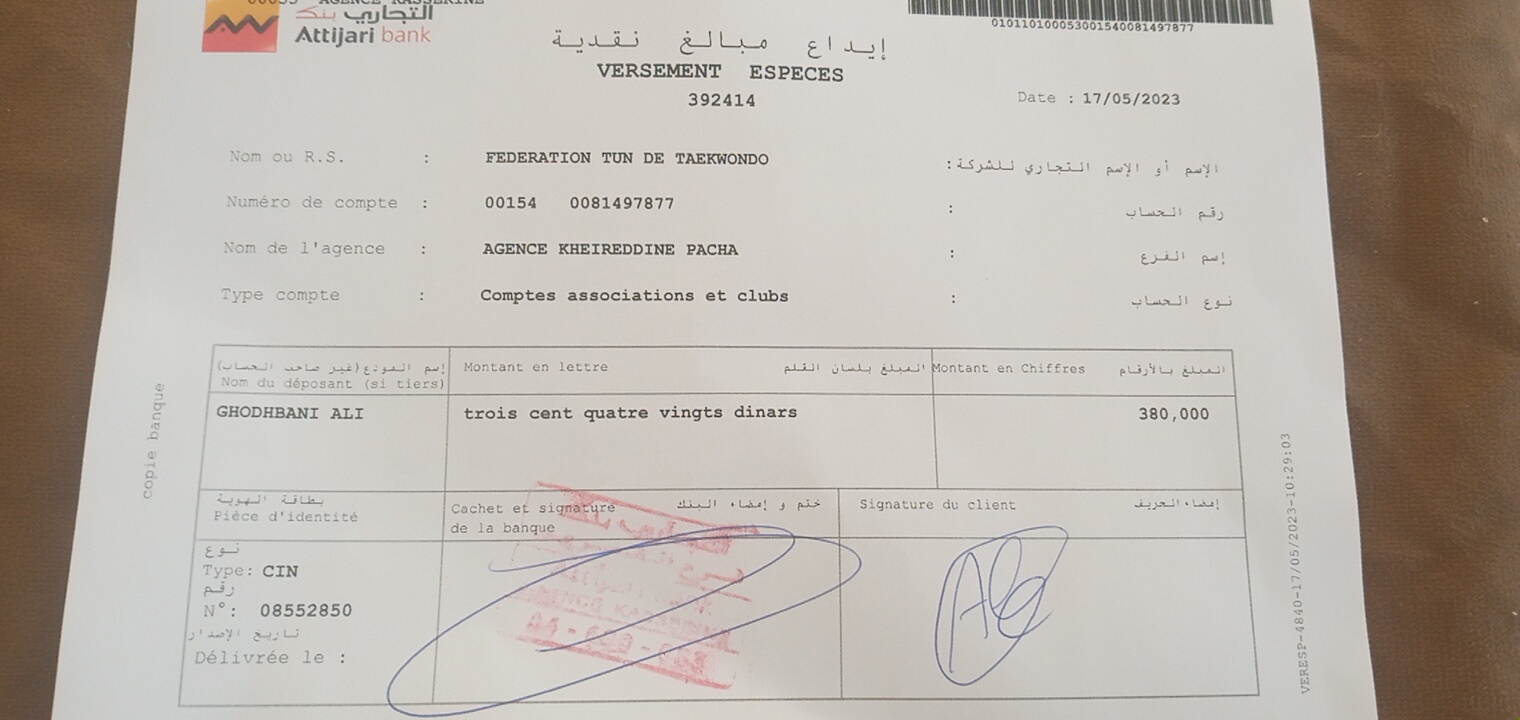 AGENCE KASSERINE
التجاري بنك
Attijari bank
010110100053001540081497877
إيداع مبالغ نقدية
VERSEMENT ESPECES
392414
Date : 17/05/2023
Nom ou R.S. : FEDERATION TUN DE TAEKWONDO : الإسم أو الإسم التجاري للشركة
Numéro de compte : 00154 0081497877 : رقم الحساب
Nom de l'agence : AGENCE KHEIREDDINE PACHA : إسم الفرع
Type compte : Comptes associations et clubs : نوع الحساب
إسم المودع (غير صاحب الحساب)
Nom du déposant (si tiers)
Montant en lettre المبلغ بلسان القلم
Montant en Chiffres المبلغ بالأرقام
GHODHBANI ALI
trois cent quatre vingts dinars
380,000
بطاقة الهوية
Pièce d'identité
Cachet et signature ختم و إمضاء البنك
de la banque
Signature du client إمضاء الحريف
نوع
Type: CIN
رقم
N°: 08552850
تاريخ الإصدار
Délivrée le :
copie banque
VERESP-4840-17/05/2023-10:29:03